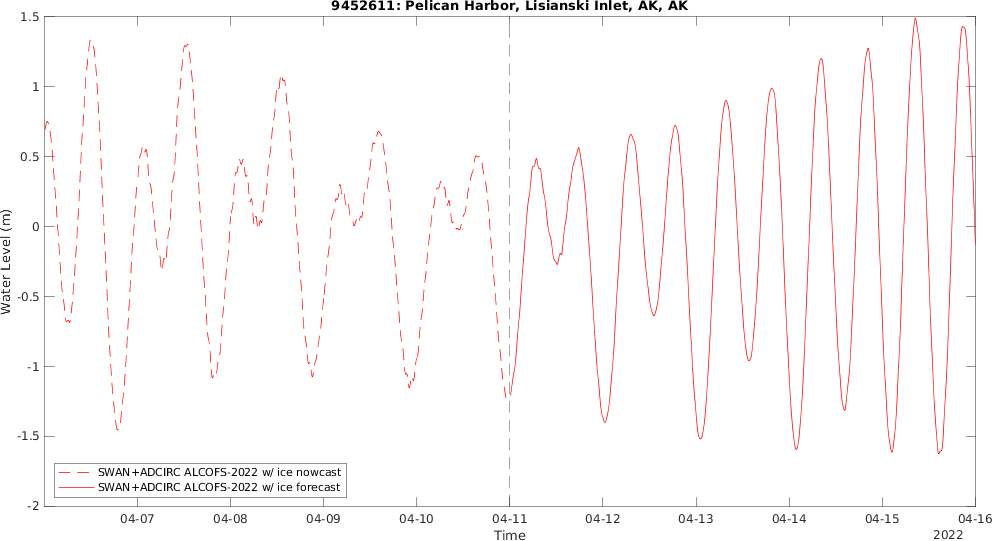 9452611: Pelican Harbor, Lisianski Inlet, AK, AK
1.5
1
0.5
0
-0.5
-1
-1.5
-2
Water Level (m)
SWAN+ADCIRC ALCOFS-2022 w/ ice nowcast
SWAN+ADCIRC ALCOFS-2022 w/ ice forecast
04-07 04-08 04-09 04-10 04-11 04-12 04-13 04-14 04-15 04-16
Time
2022